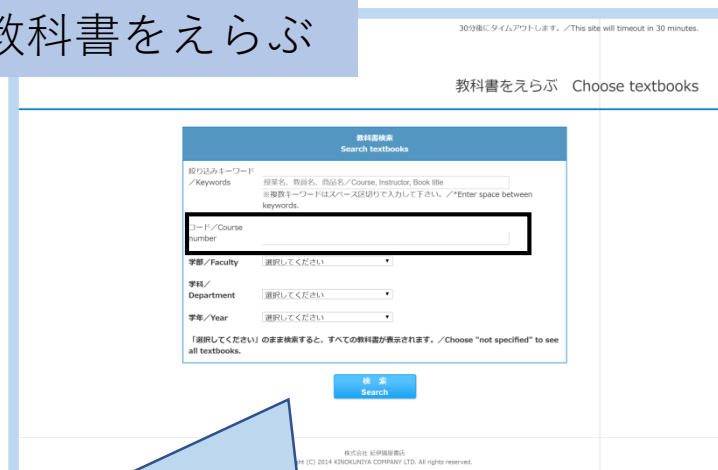 教科書をえらぶ
30分後にタイムアウトします。／This site will timeout in 30 minutes.
教科書をえらぶ Choose textbooks
教科書検索
Search textbooks
絞り込みキーワード
／Keywords
授業名、教員名、商品名／Course, Instructor, Book title
※複数キーワードはスペース区切りで入力して下さい。／*Enter space between
keywords.
コード／Course
number
学部／Faculty 選択してください
学科／
Department 選択してください
学年／Year 選択してください
「選択してください」のまま検索すると、すべての教科書が表示されます。／Choose "not specified" to see
all textbooks.
検 索
Search
株式会社 紀伊國屋書店
(C) 2014 KINOKUNIYA COMPANY LTD. All rights reserved.